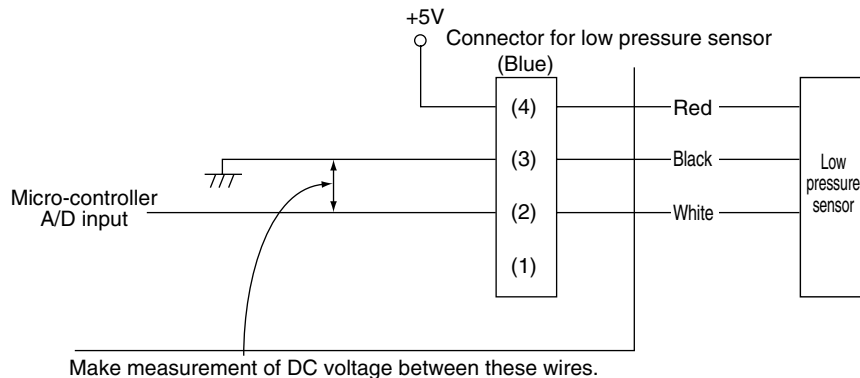 +5V
Connector for low pressure sensor
(Blue)
(4)
Red
(3)
Black
Low
pressure
sensor
Micro-controller
A/D input
(2)
White
(1)
Make measurement of DC voltage between these wires.